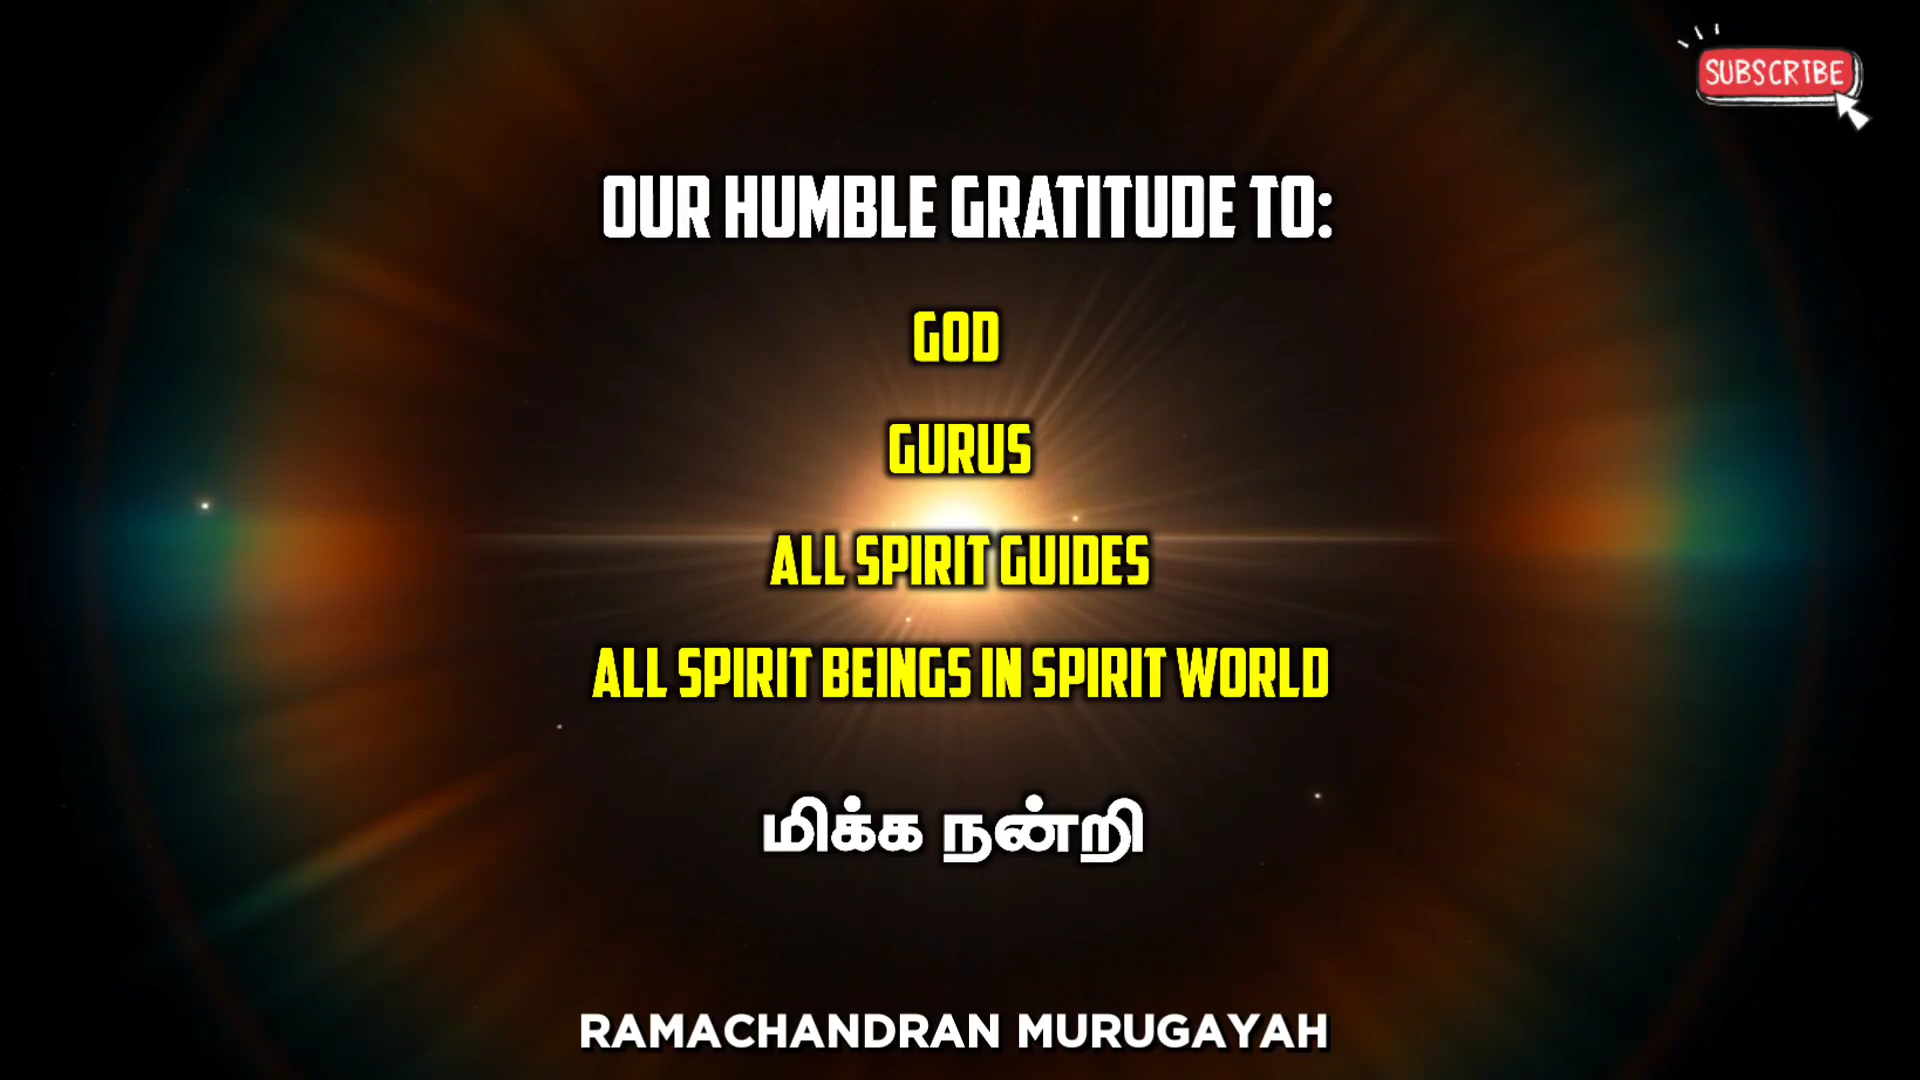 SUBSCRIBE
OUR HUMBLE GRATITUDE TO:
GOD
GURUS
ALL SPIRIT GUIDES
ALL SPIRIT BEINGS IN SPIRIT WORLD
மிக்க நன்றி
RAMACHANDRAN MURUGAYAH